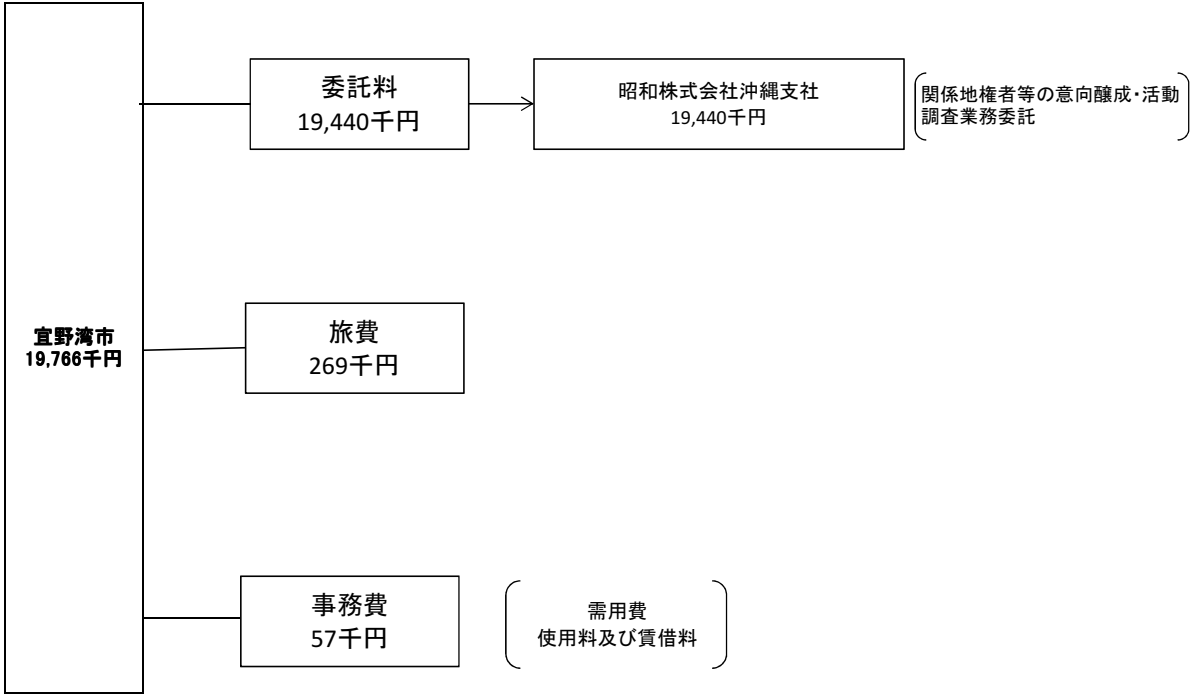 宜野湾市
19,766千円
委託料
19,440千円
昭和株式会社沖縄支社
19,440千円
関係地権者等の意向醸成・活動
調査業務委託
旅費
269千円
事務費
57千円
需用費
使用料及び賃借料